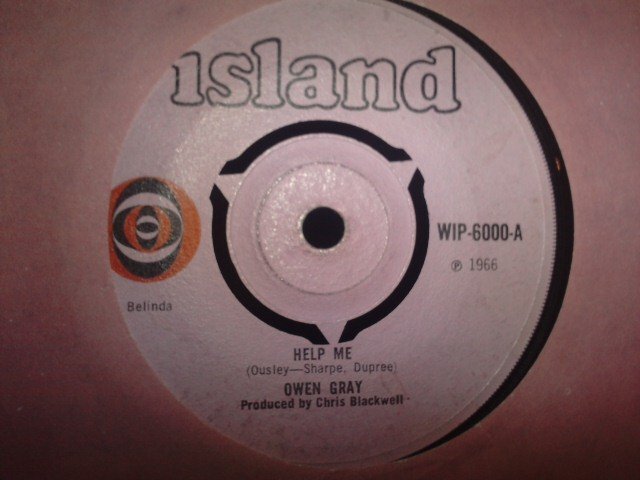 island
WIP-6000-A
℗ 1966
Belinda
HELP ME
(Ousley—Sharpe, Dupree)
OWEN GRAY
Produced by Chris Blackwell